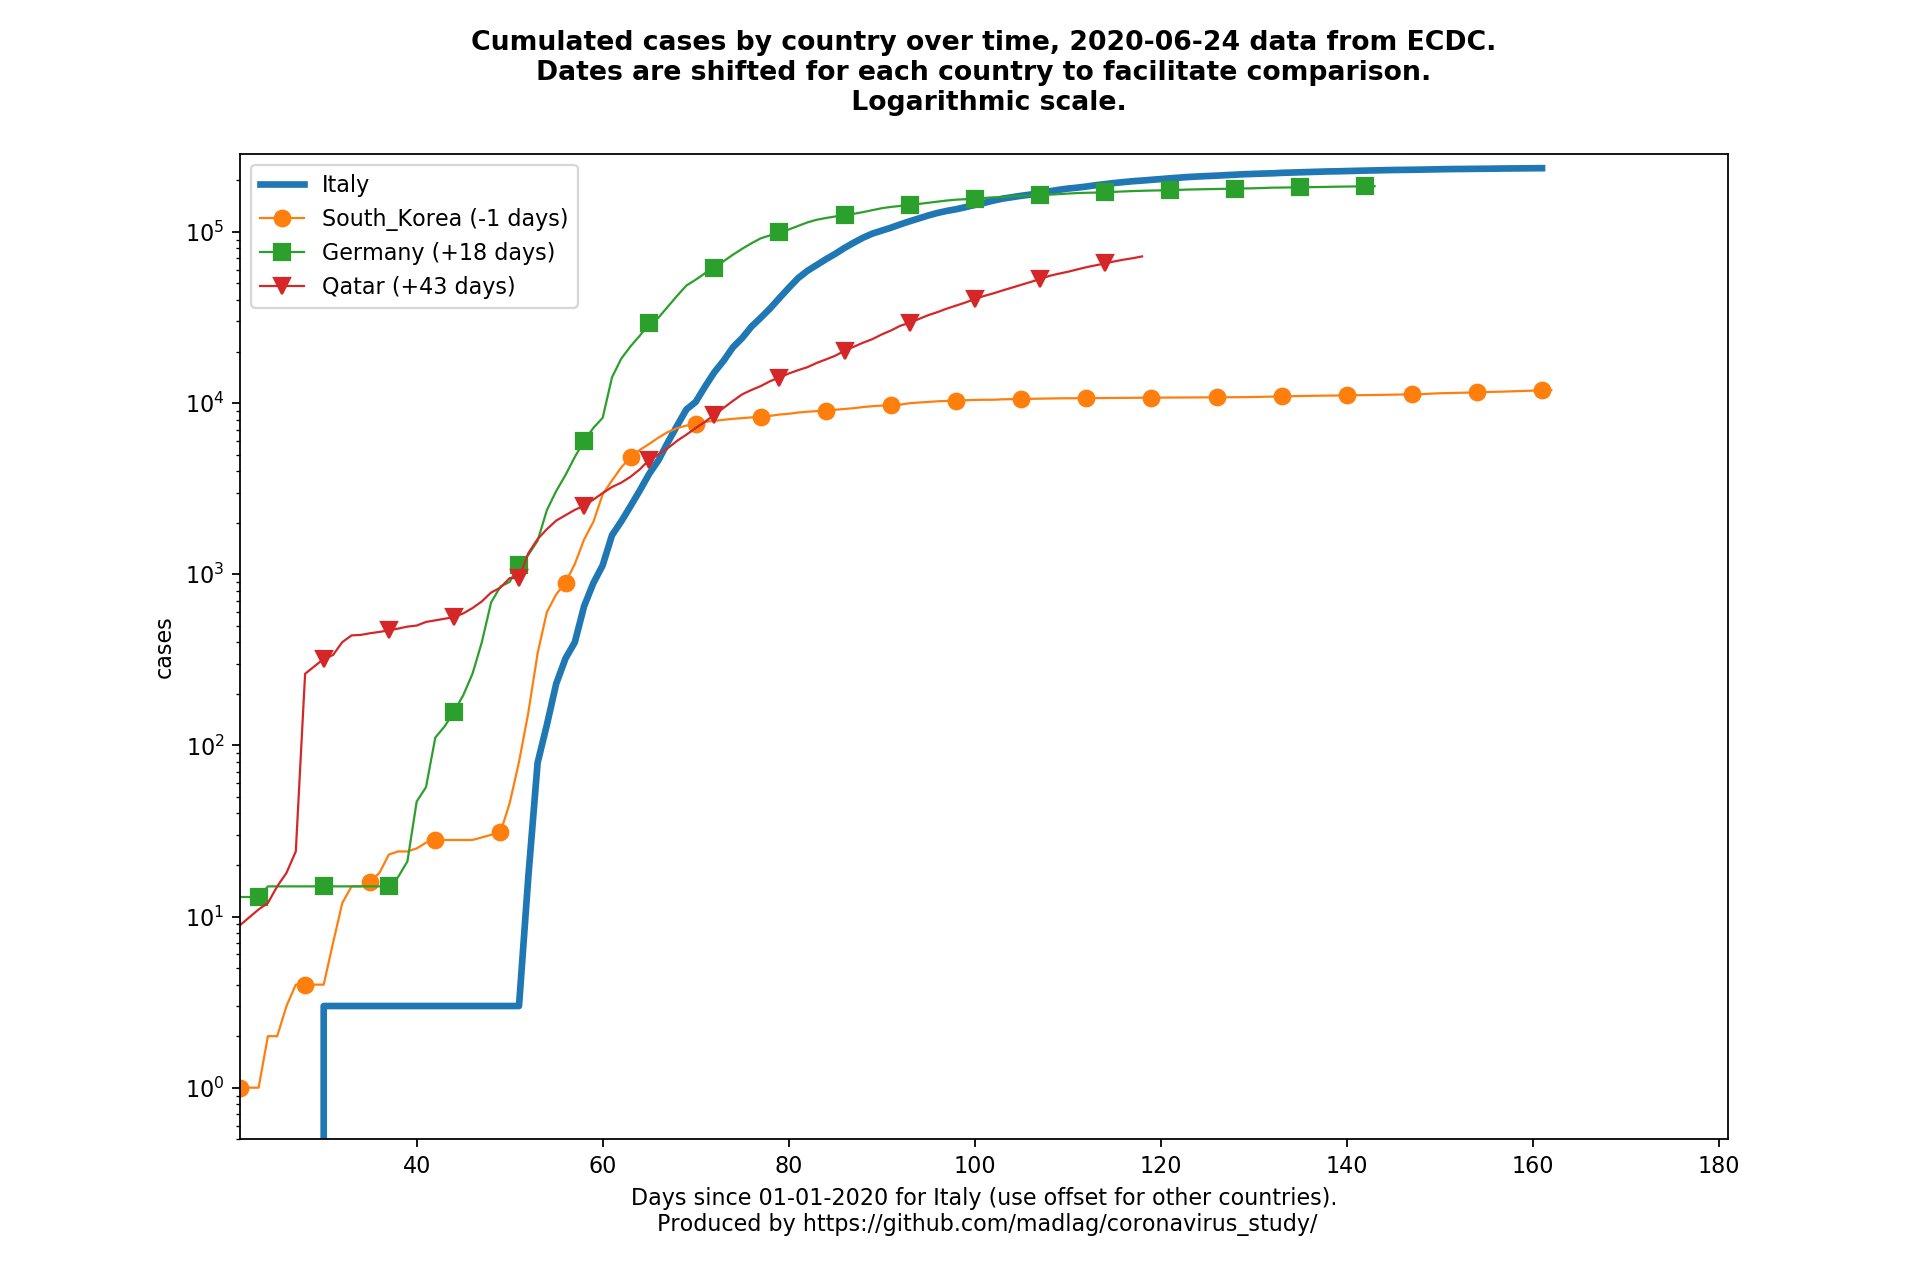 Cumulated cases by country over time, 2020-06-24 data from ECDC.
Dates are shifted for each country to facilitate comparison.
Logarithmic scale.
Italy
South_Korea (-1 days)
Germany (+18 days)
Qatar (+43 days)
cases
10^5
10^4
10^3
10^2
10^1
10^0
40 60 80 100 120 140 160 180
Days since 01-01-2020 for Italy (use offset for other countries).
Produced by https://github.com/madlag/coronavirus_study/